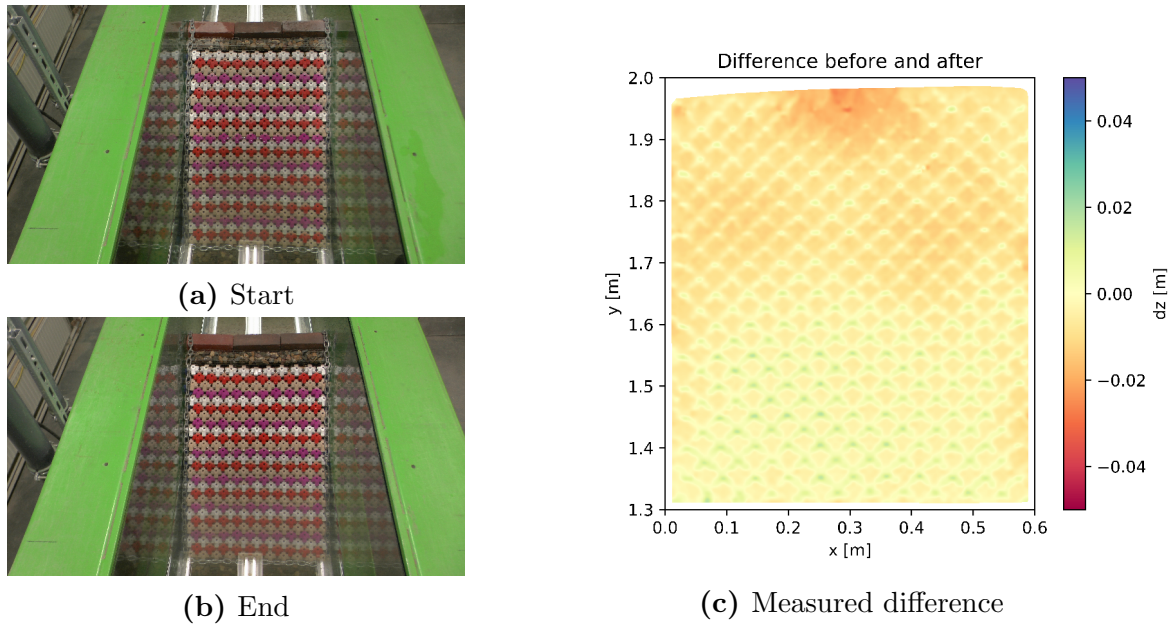 (a) Start
(b) End
Difference before and after
2.0
1.9
1.8
1.7
1.6
1.5
1.4
1.3
y [m]
0.0 0.1 0.2 0.3 0.4 0.5 0.6
x [m]
0.04
0.02
0.00
−0.02
−0.04
dz [m]
(c) Measured difference